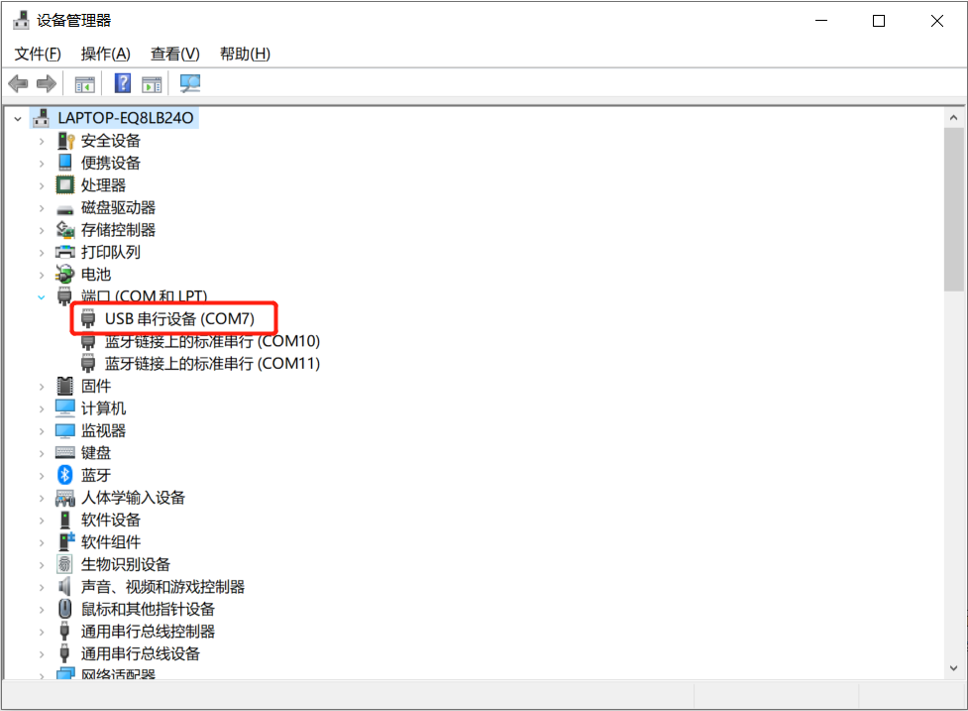 设备管理器
文件(F) 操作(A) 查看(V) 帮助(H)
LAPTOP-EQ8LB24O
安全设备
便携设备
处理器
磁盘驱动器
存储控制器
打印队列
电池
端口 (COM 和 LPT)
USB 串行设备 (COM7)
蓝牙链接上的标准串行 (COM10)
蓝牙链接上的标准串行 (COM11)
固件
计算机
监视器
键盘
蓝牙
人体学输入设备
软件设备
软件组件
生物识别设备
声音、视频和游戏控制器
鼠标和其他指针设备
通用串行总线控制器
通用串行总线设备
网络适配器